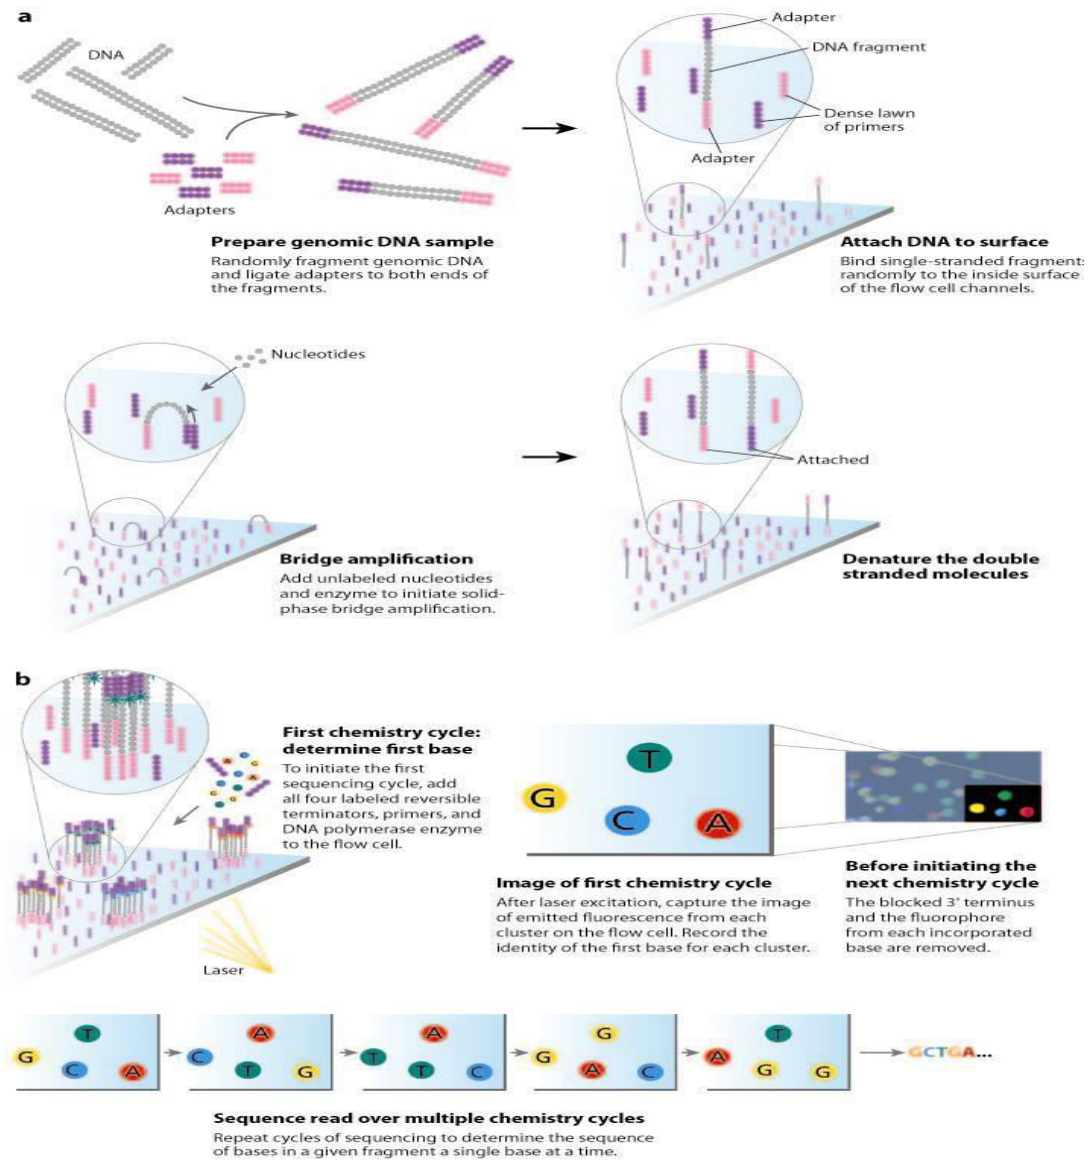 a
DNA
Adapters
Prepare genomic DNA sample
Randomly fragment genomic DNA
and ligate adapters to both ends of
the fragments.
Adapter
DNA fragment
Dense lawn
of primers
Adapter
Attach DNA to surface
Bind single-stranded fragments
randomly to the inside surface
of the flow cell channels.
Nucleotides
Bridge amplification
Add unlabeled nucleotides
and enzyme to initiate solid-
phase bridge amplification.
Attached
Denature the double
stranded molecules
b
First chemistry cycle:
determine first base
To initiate the first
sequencing cycle, add
all four labeled reversible
terminators, primers, and
DNA polymerase enzyme
to the flow cell.
Laser
T
G
C
A
Image of first chemistry cycle
After laser excitation, capture the image
of emitted fluorescence from each
cluster on the flow cell. Record the
identity of the first base for each cluster.
Before initiating the
next chemistry cycle
The blocked 3' terminus
and the fluorophore
from each incorporated
base are removed.
T
G
C
A
A
C
T
G
A
T
T
C
G
G
A
C
T
A
G
G
GCTGA...
Sequence read over multiple chemistry cycles
Repeat cycles of sequencing to determine the sequence
of bases in a given fragment a single base at a time.